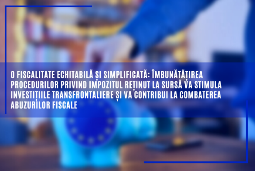 O FISCALITATE ECHITABILĂ ȘI SIMPLIFICATĂ: ÎMBUNĂTĂȚIREA
PROCEDURILOR PRIVIND IMPOZITUL REȚINUT LA SURSĂ VA STIMULA
INVESTIȚIILE TRANSFRONTALIERE ȘI VA CONTRIBUI LA COMBATEREA
ABUZURILOR FISCALE